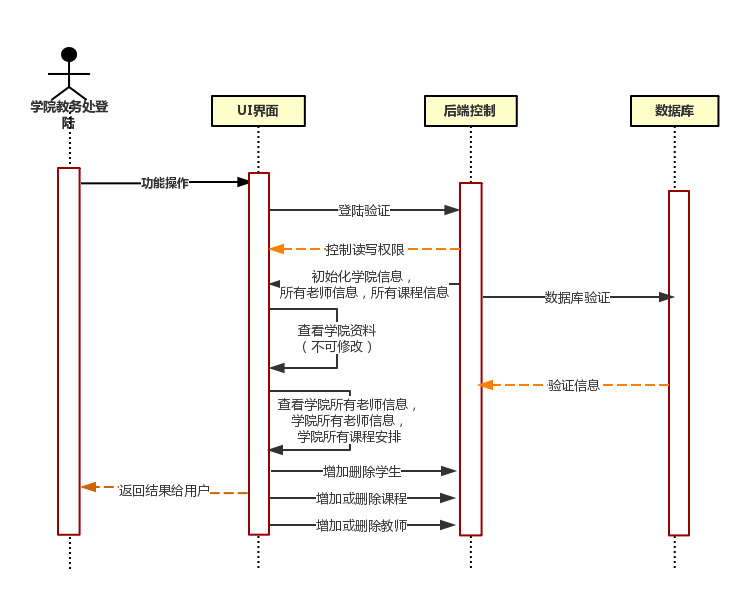 学院教务处登
陆
UI界面
后端控制
数据库
功能操作
登陆验证
控制读写权限
初始化学院信息，
所有老师信息，所有课程信息
数据库验证
查看学院资料
（不可修改）
验证信息
查看学院所有老师信息，
学院所有老师信息，
学院所有课程安排
增加删除学生
返回结果给用户
增加或删除课程
增加或删除教师